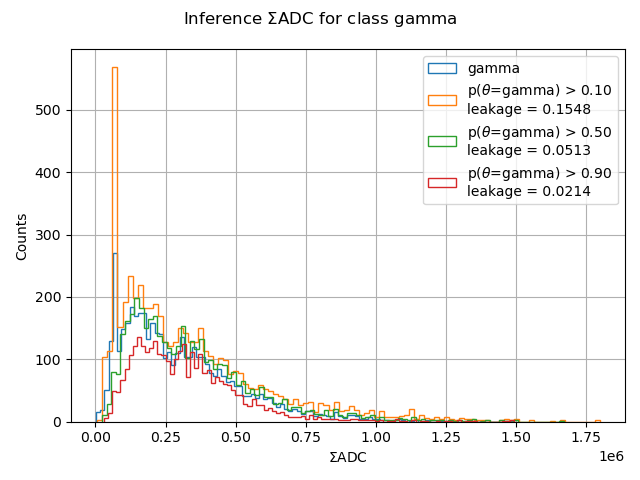 Inference ΣADC for class gamma
gamma
p(θ=gamma) > 0.10
leakage = 0.1548
p(θ=gamma) > 0.50
leakage = 0.0513
p(θ=gamma) > 0.90
leakage = 0.0214
Counts
500
400
300
200
100
0
0.00 0.25 0.50 0.75 1.00 1.25 1.50 1.75
1e6
ΣADC